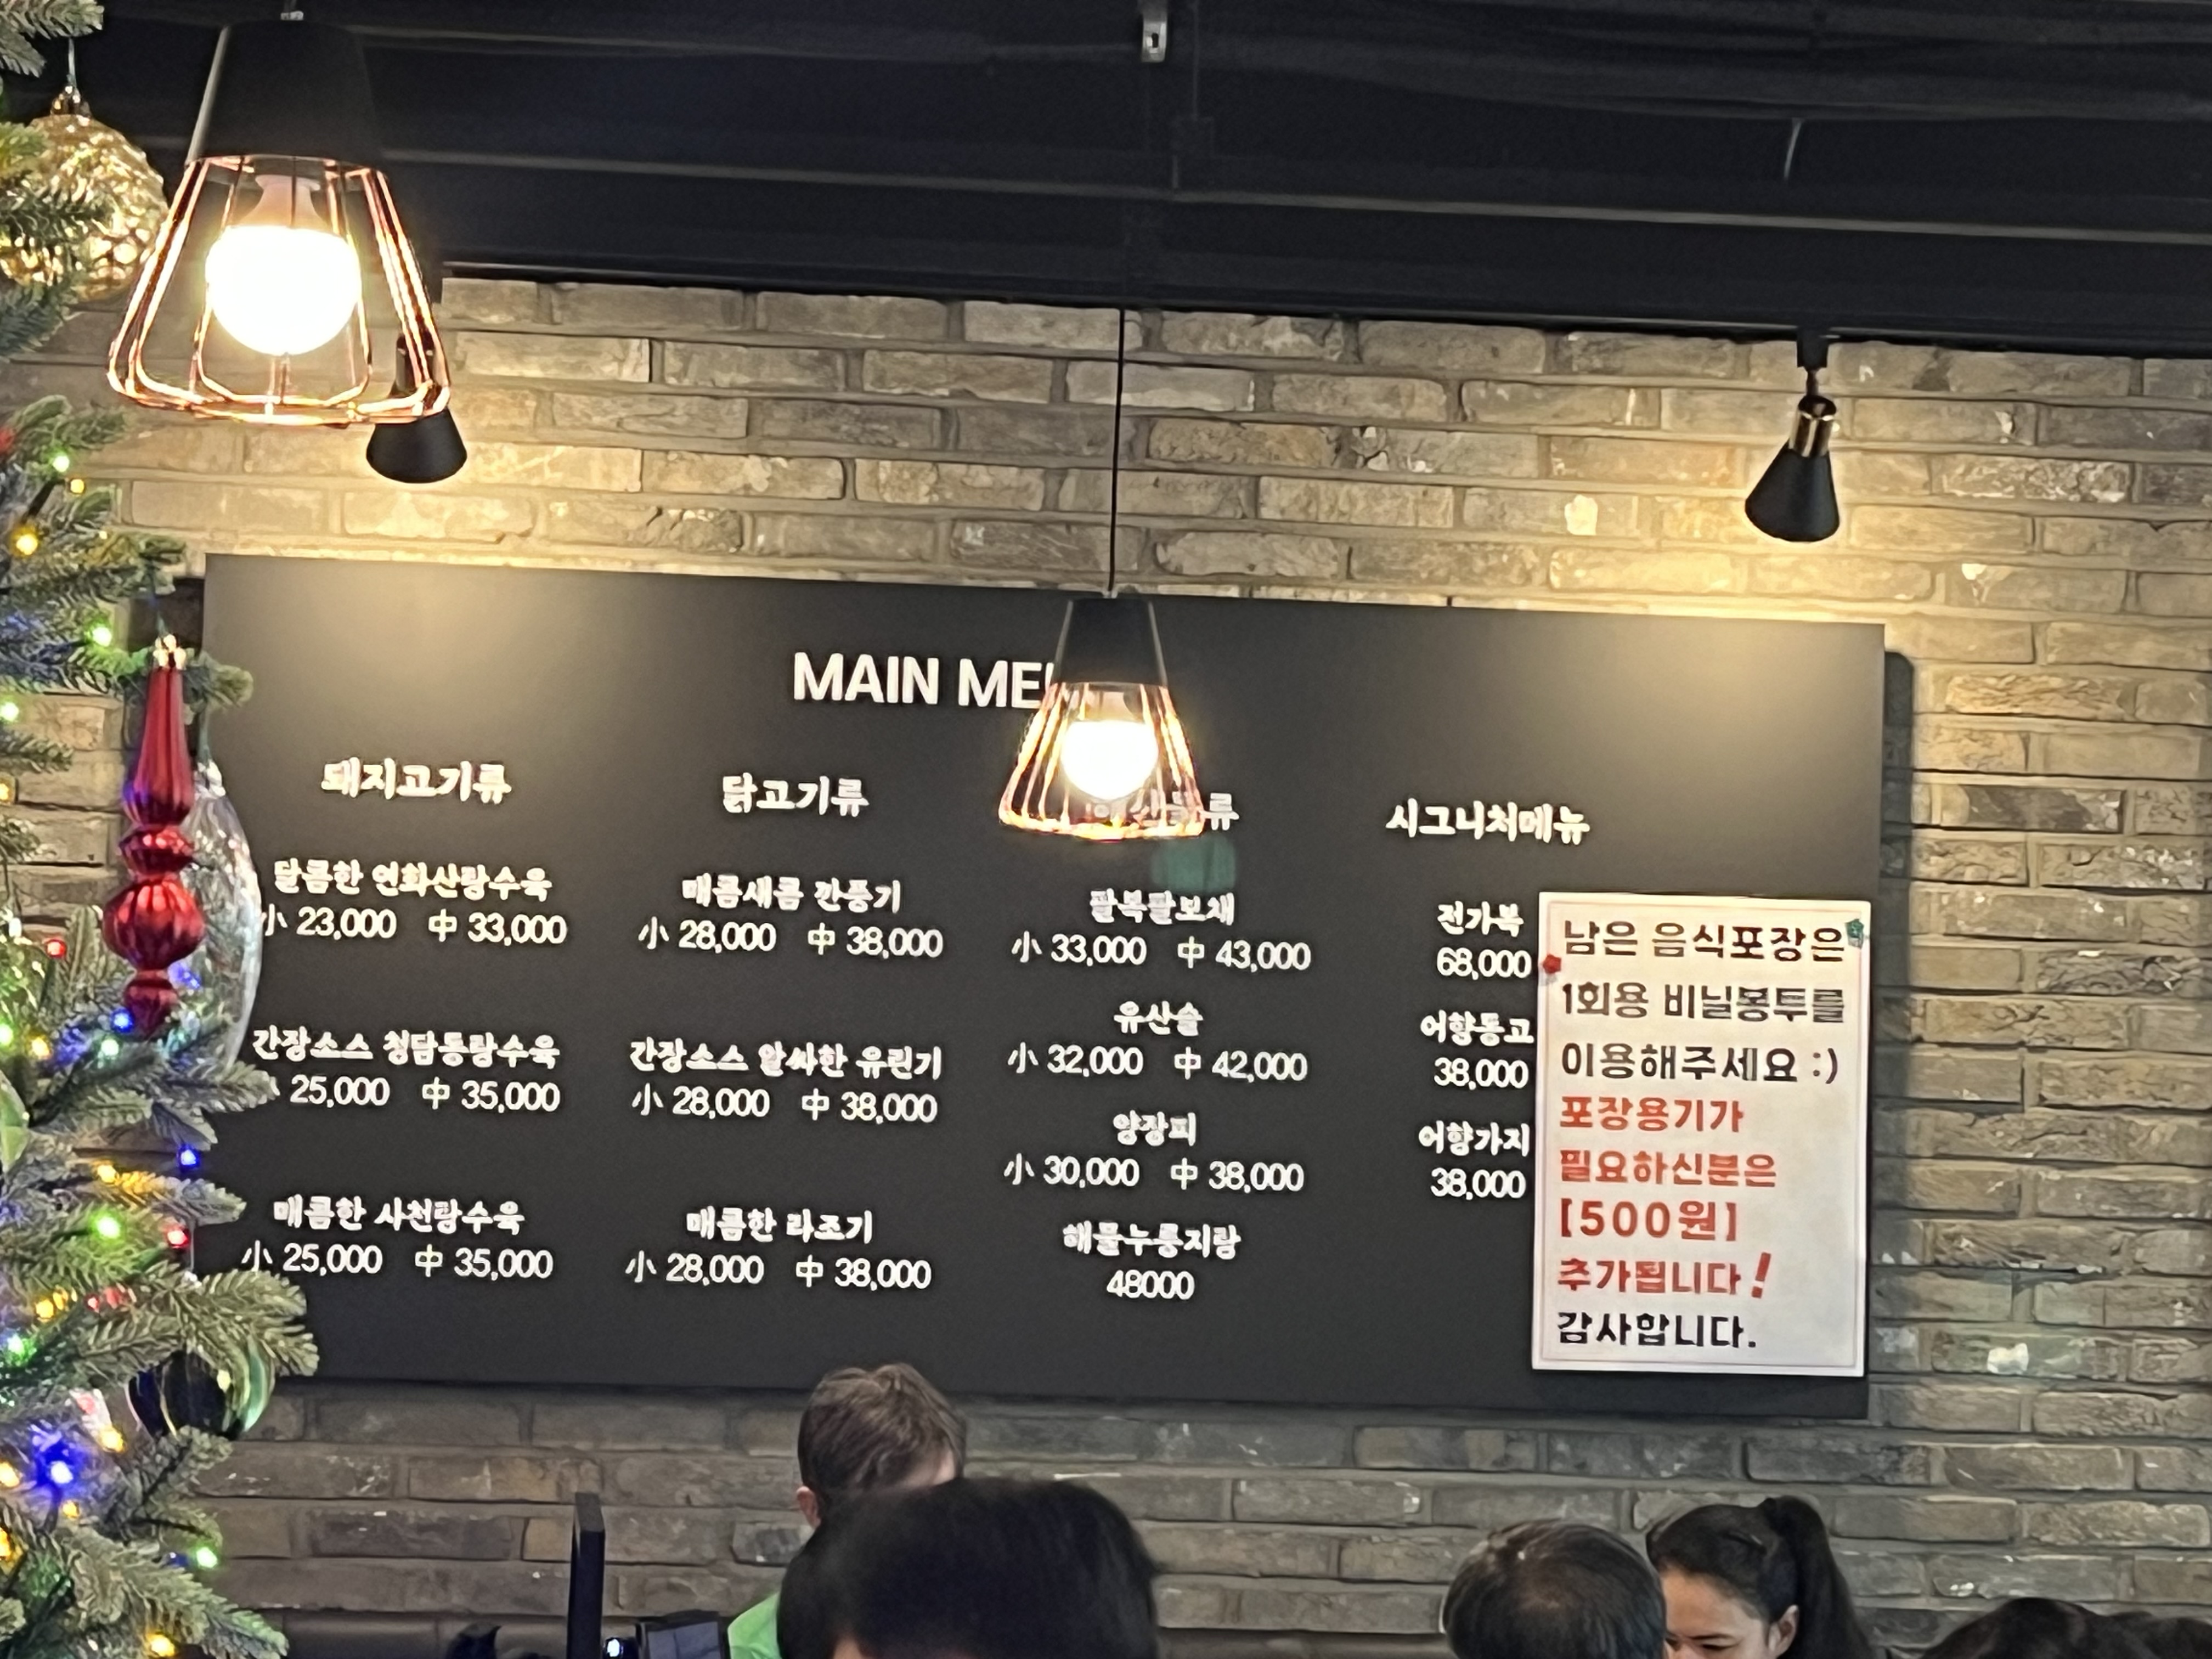 MAIN
돼지고기류
달콤한 연화산탕수육
小 23,000 中 33,000
간장소스 청담동탕수육
25,000 中 35,000
매콤한 사천탕수육
小 25,000 中 35,000
닭고기류
매콤새콤 깐풍기
小 28,000 中 38,000
간장소스 알싸한 유린기
小 28,000 中 38,000
매콤한 라조기
小 28,000 中 38,000
팔복팔보채
小 33,000 中 43,000
유산슬
小 32,000 中 42,000
양장피
小 30,000 中 38,000
해물누룽지탕
48000
시그니처메뉴
전가복
68,000
어향동고
38,000
어향가지
38,000
남은 음식포장은
1회용 비닐봉투를
이용해주세요 :)
포장용기가
필요하신분은
[500원]
추가됩니다!
감사합니다.